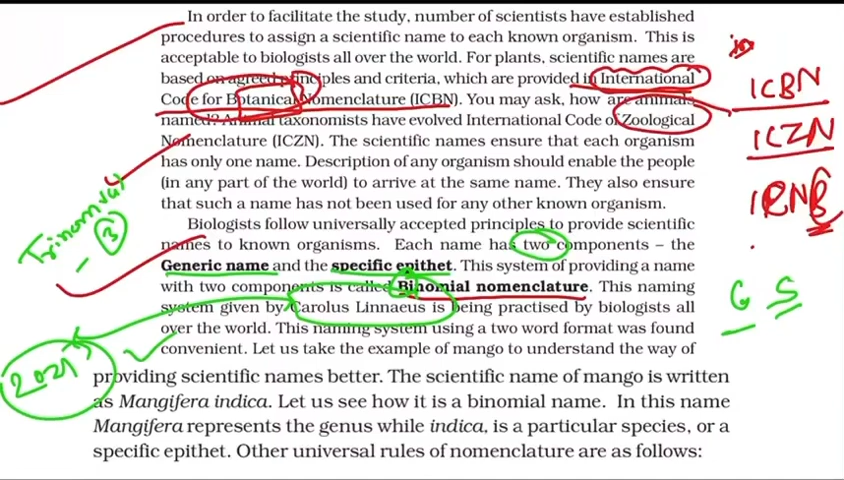 In order to facilitate the study, number of scientists have established
procedures to assign a scientific name to each known organism. This is
acceptable to biologists all over the world. For plants, scientific names are
based on agreed principles and criteria, which are provided in International
Code for Botanical Nomenclature (ICBN). You may ask, how are animals
named? Animal taxonomists have evolved International Code of Zoological
Nomenclature (ICZN). The scientific names ensure that each organism
has only one name. Description of any organism should enable the people
(in any part of the world) to arrive at the same name. They also ensure
that such a name has not been used for any other known organism.
Biologists follow universally accepted principles to provide scientific
names to known organisms. Each name has two components – the
Generic name and the specific epithet. This system of providing a name
with two components is called Binomial nomenclature. This naming
system given by Carolus Linnaeus is being practised by biologists all
over the world. This naming system using a two word format was found
convenient. Let us take the example of mango to understand the way of
providing scientific names better. The scientific name of mango is written
as Mangifera indica. Let us see how it is a binomial name. In this name
Mangifera represents the genus while indica, is a particular species, or a
specific epithet. Other universal rules of nomenclature are as follows:
ICBN
ICZN
G S
- 3
2021